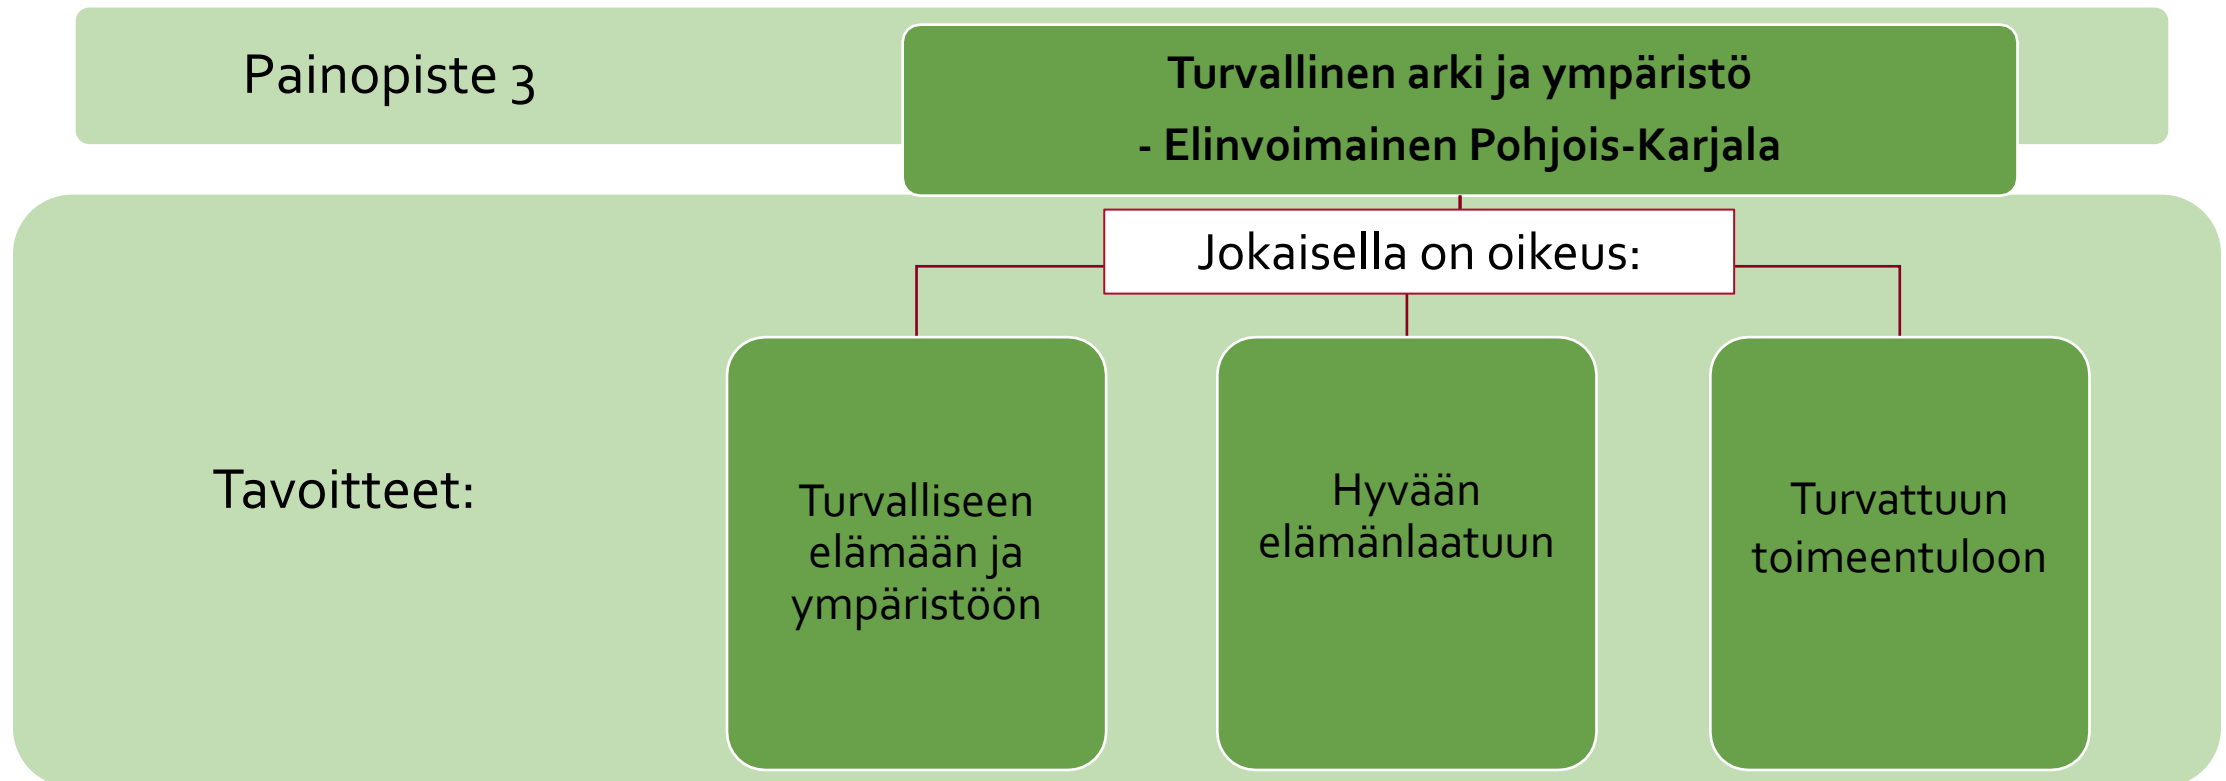 Painopiste 3
Turvallinen arki ja ympäristö
- Elinvoimainen Pohjois-Karjala
Jokaisella on oikeus:
Tavoitteet:
Turvalliseen
elämään ja
ympäristöön
Hyvään
elämänlaatuun
Turvattuun
toimeentuloon